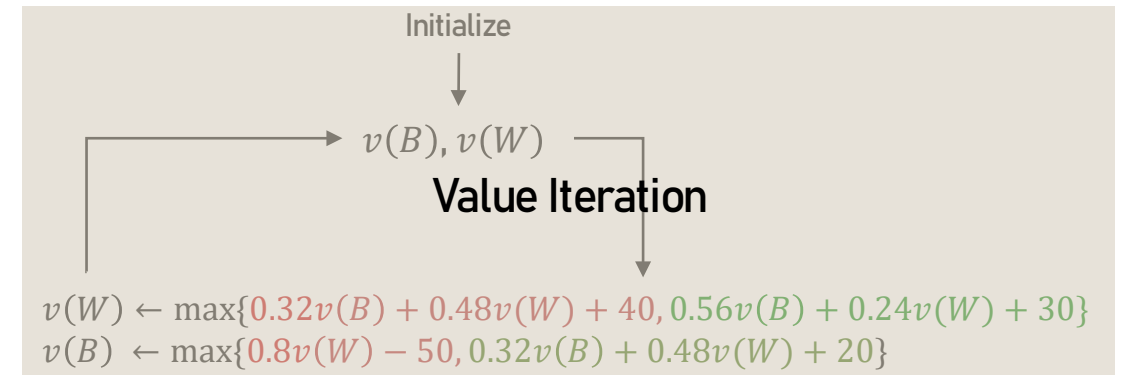 Initialize
𝑣(𝐵), 𝑣(𝑊)
Value Iteration
𝑣(𝑊) ← max{0.32𝑣(𝐵) + 0.48𝑣(𝑊) + 40, 0.56𝑣(𝐵) + 0.24𝑣(𝑊) + 30}
𝑣(𝐵) ← max{0.8𝑣(𝑊) − 50, 0.32𝑣(𝐵) + 0.48𝑣(𝑊) + 20}